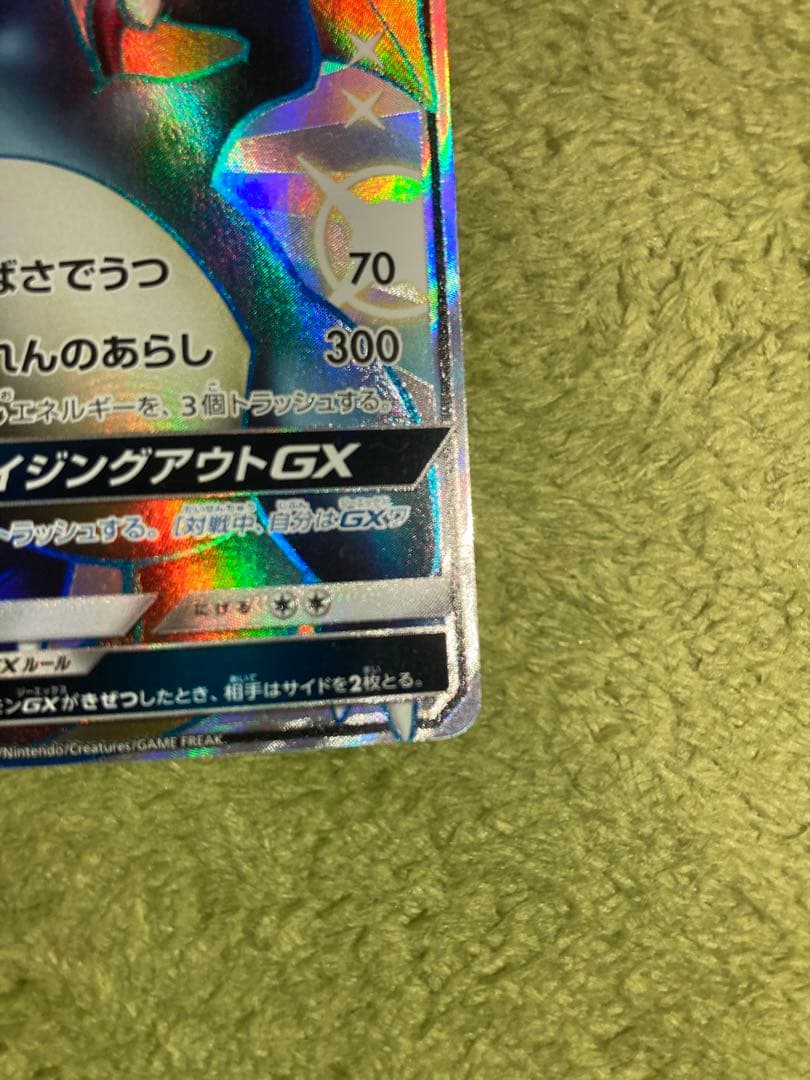 ばさでうつ 70
れんのあらし 300
エネルギーを、3個トラッシュする。
イジングアウトGX
トラッシュする。[対戦中、自分はGXワ
にげる
GXルール
モンGXがきぜつしたとき、相手はサイドを2枚とる。
/Nintendo/Creatures/GAME FREAK